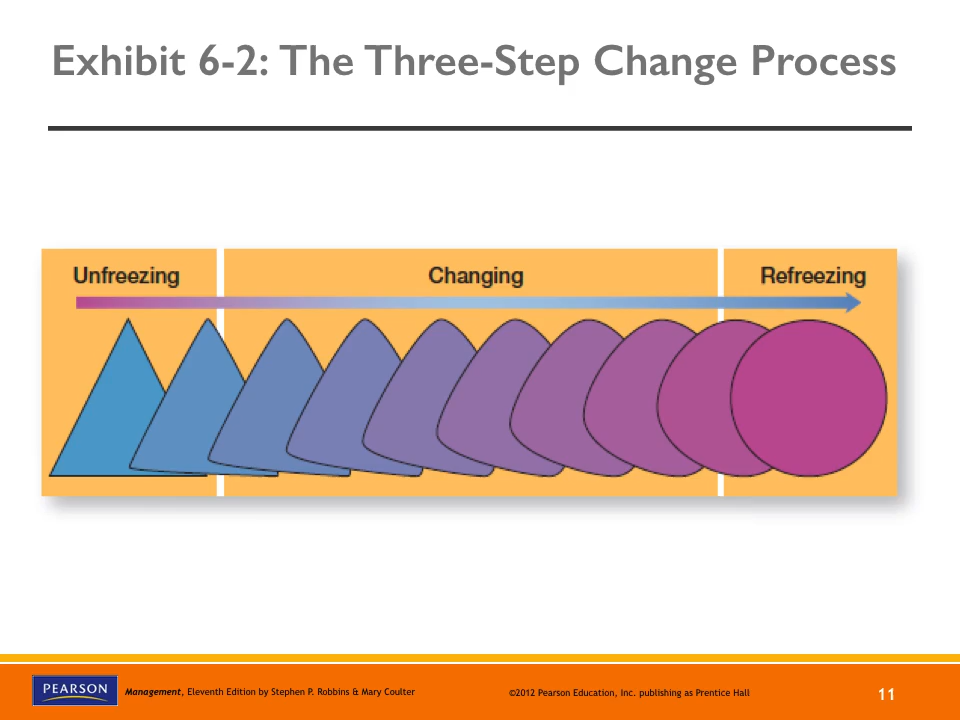 Exhibit 6-2: The Three-Step Change Process
Unfreezing Changing Refreezing
PEARSON
Management, Eleventh Edition by Stephen P. Robbins & Mary Coulter
©2012 Pearson Education, Inc. publishing as Prentice Hall
11